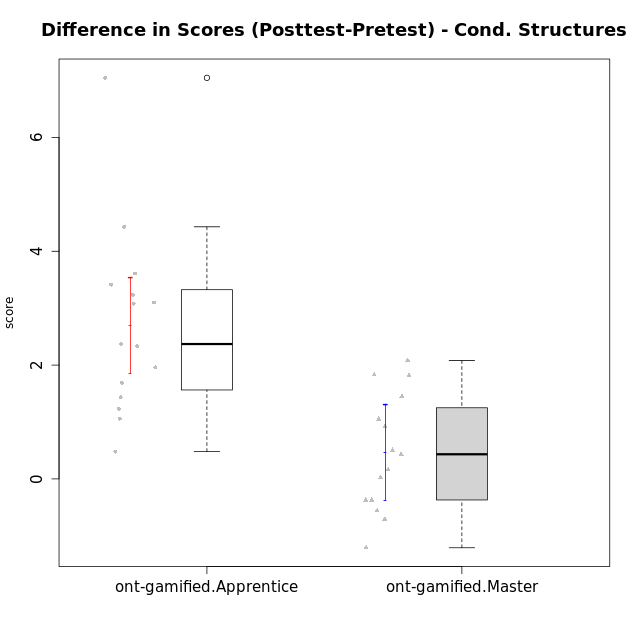 Difference in Scores (Posttest-Pretest) - Cond. Structures
score
6
4
2
0
ont-gamified.Apprentice
ont-gamified.Master